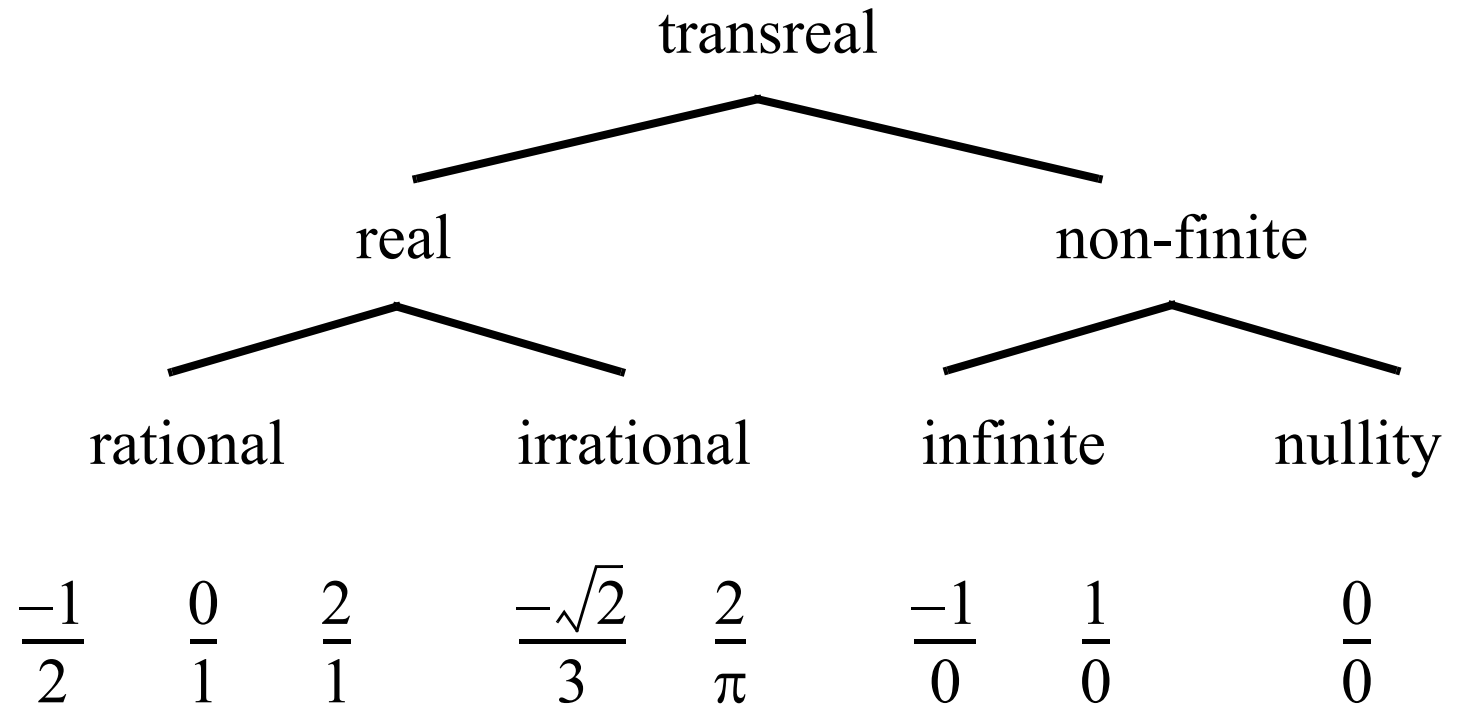 transreal
real non-finite
rational irrational infinite nullity
−1/2 0/1 2/1 −√2/3 2/π −1/0 1/0 0/0